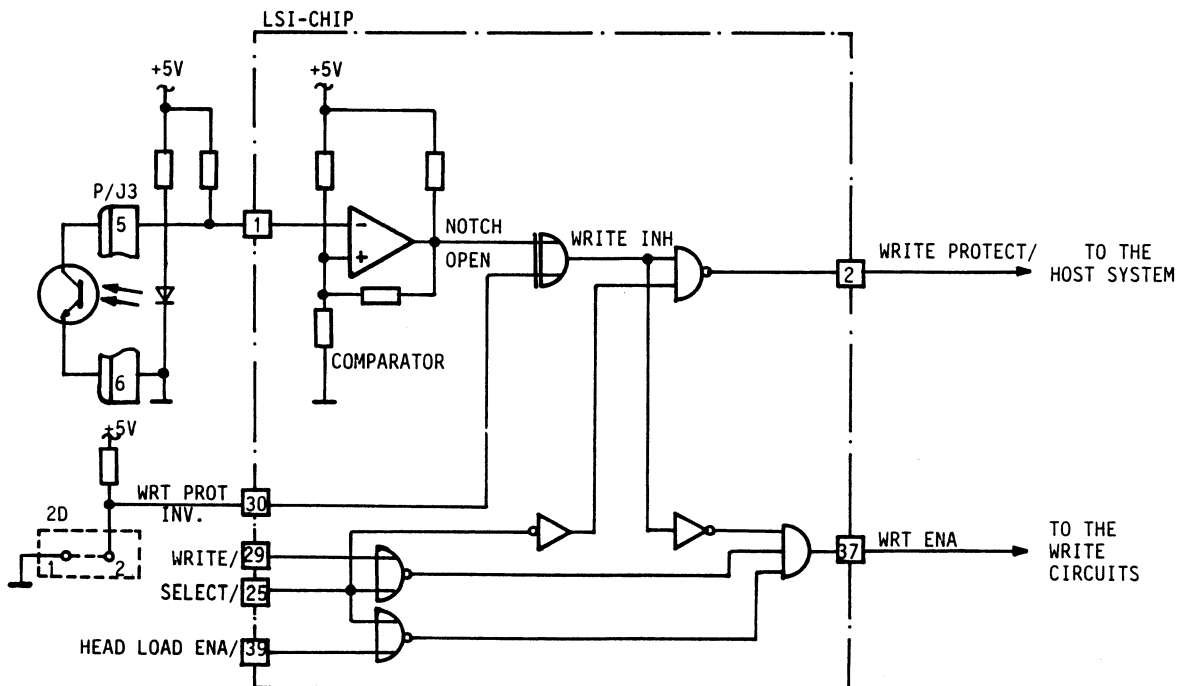 LSI-CHIP
+5V
+5V
P/J3
5
1
-
+
NOTCH
OPEN
WRITE INH
2
WRITE PROTECT/
TO THE
HOST SYSTEM
6
COMPARATOR
+5V
WRT PROT
INV.
30
2D
1
2
WRITE/
29
SELECT/
25
HEAD LOAD ENA/
39
37
WRT ENA
TO THE
WRITE
CIRCUITS